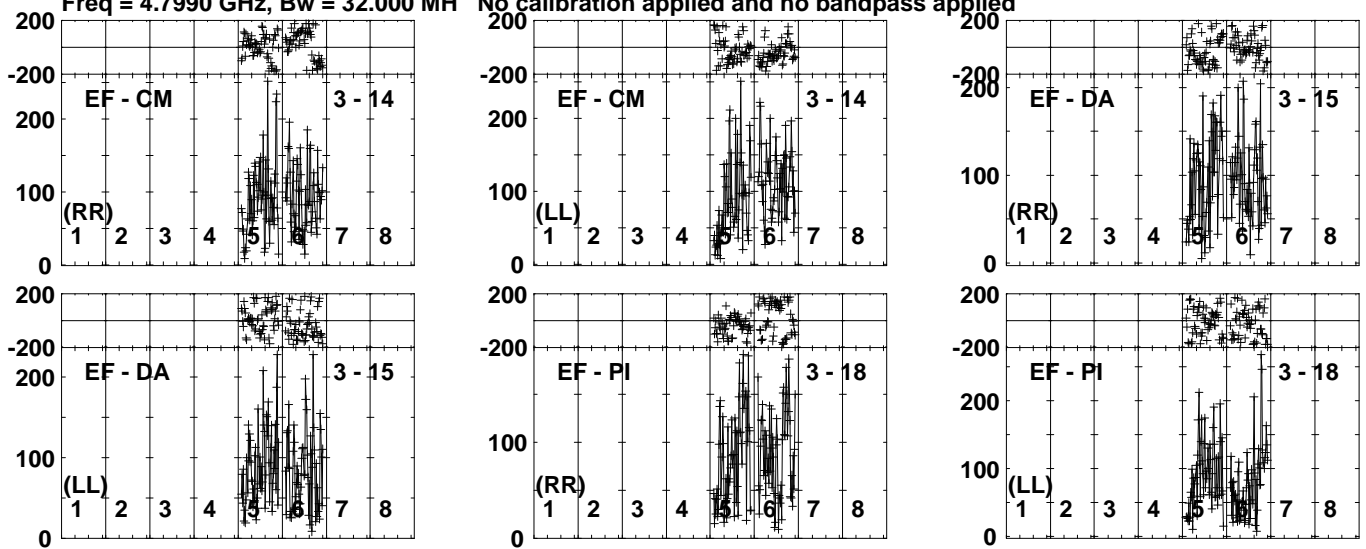 Freq = 4.7990 GHz, Bw = 32.000 MH No calibration applied and no bandpass applied
200
-200
EF - CM 3 - 14
200
100
(RR)
1 2 3 4 5 6 7 8
0
200
-200
EF - CM 3 - 14
200
100
(LL)
1 2 3 4 5 6 7 8
0
200
-200
200
EF - DA 3 - 15
100
(RR)
1 2 3 4 5 6 7 8
0
200
-200
EF - DA 3 - 15
200
100
(LL)
1 2 3 4 5 6 7 8
0
200
-200
EF - PI 3 - 18
200
100
(RR)
1 2 3 4 5 6 7 8
0
200
-200
EF - PI 3 - 18
200
100
(LL)
1 2 3 4 5 6 7 8
0